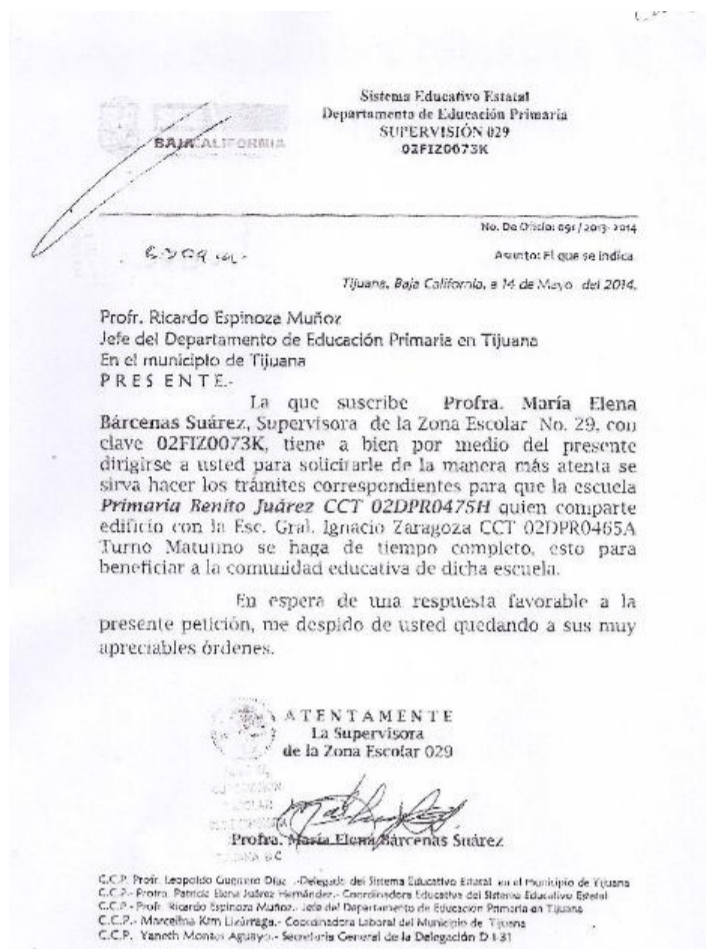 Sistema Educativo Estatal
Departamento de Educación Primaria
SUPERVISIÓN 029
02FIZ0073K
BAJA CALIFORNIA
No. De Oficio: 091 / 2013-2014
Asunto: El que se indica
Tijuana, Baja California, a 14 de Mayo del 2014.
Profr. Ricardo Espinoza Muñoz
Jefe del Departamento de Educación Primaria en Tijuana
En el municipio de Tijuana
P R E S E N T E.-
La que suscribe Profra. María Elena
Bárcenas Suárez, Supervisora de la Zona Escolar No. 29, con
clave 02FIZ0073K, tiene a bien por medio del presente
dirigirse a usted para solicitarle de la manera más atenta se
sirva hacer los trámites correspondientes para que la escuela
Primaria Benito Juárez CCT 02DPR0475H quien comparte
edificio con la Esc. Gral. Ignacio Zaragoza CCT 02DPR0465A
Turno Matutino se haga de tiempo completo, esto para
beneficiar a la comunidad educativa de dicha escuela.
En espera de una respuesta favorable a la
presente petición, me despido de usted quedando a sus muy
apreciables órdenes.
A T E N T A M E N T E
La Supervisora
de la Zona Escolar 029
Profra. María Elena Bárcenas Suárez
C.C.P. Profr. Leopoldo Guerrero Díaz .-Delegado del Sistema Educativo Estatal en el Municipio de Tijuana
C.C.P.- Profra. Patricia Elena Juárez Hernández.- Coordinadora Educativa del Sistema Educativo Estatal
C.C.P.- Profr. Ricardo Espinoza Muñoz.- Jefe del Departamento de Educación Primaria en Tijuana
C.C.P.- Marcelina Kim Lizárraga.- Coordinadora Laboral del Municipio de Tijuana
C.C.P. Yaneth Montes Aguayo.- Secretaria General de la Delegación D I-31